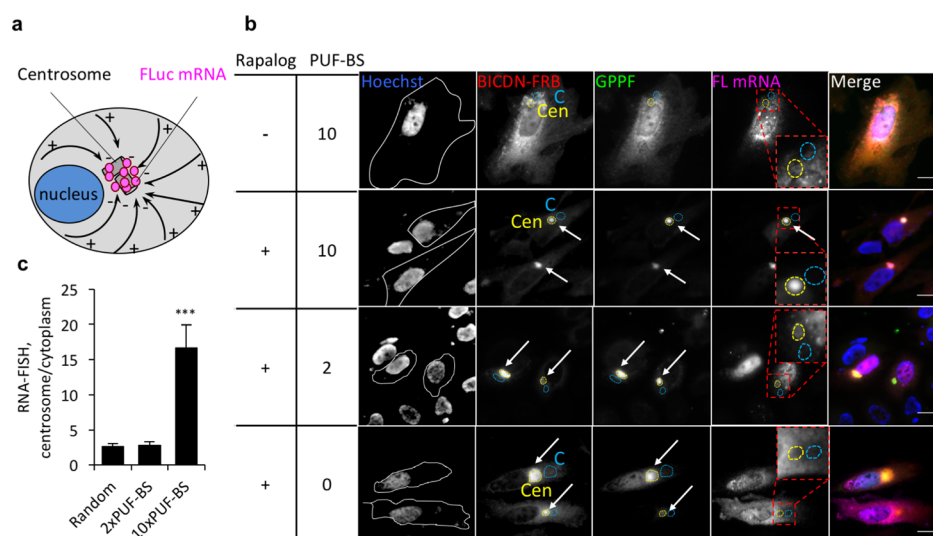 a
Centrosome
FLuc mRNA
nucleus
+
+
+
+
+
+
-
-
-
-
-
-
-
b
Rapalog
PUF-BS
Hoechst
BICDN-FRB
GPPF
FL mRNA
Merge
-
10
C
Cen
+
10
C
Cen
+
2
+
0
C
Cen
c
RNA-FISH,
centrosome/cytoplasm
25
20
15
10
5
0
***
Random
2xPUF-BS
10xPUF-BS